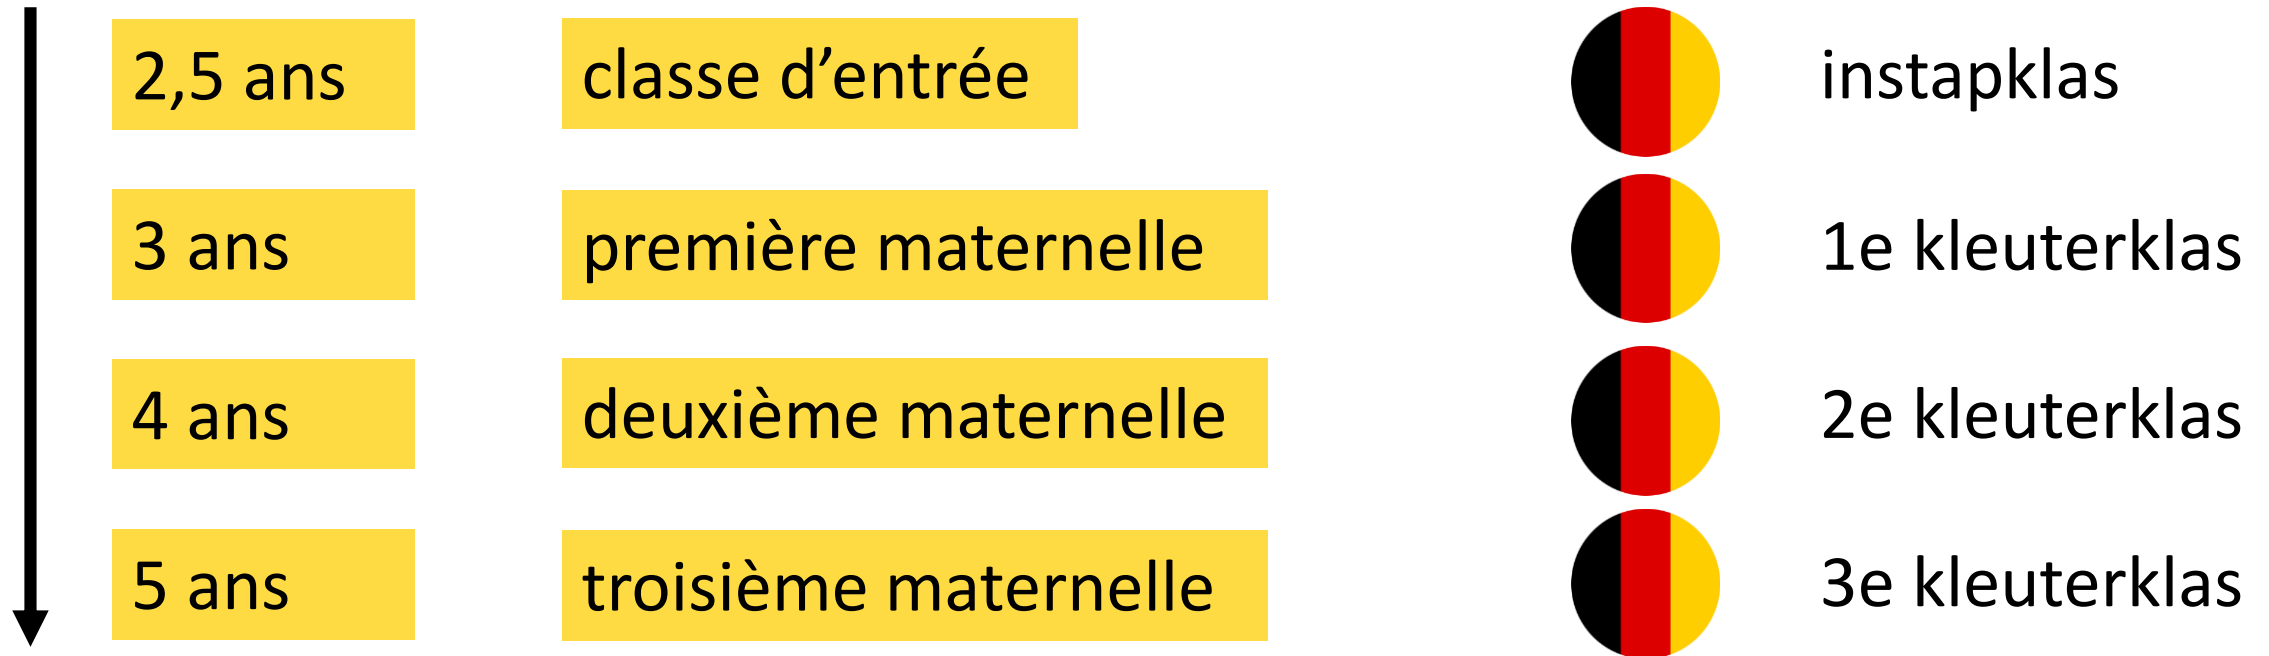 2,5 ans classe d’entrée instapklas
3 ans première maternelle 1e kleuterklas
4 ans deuxième maternelle 2e kleuterklas
5 ans troisième maternelle 3e kleuterklas